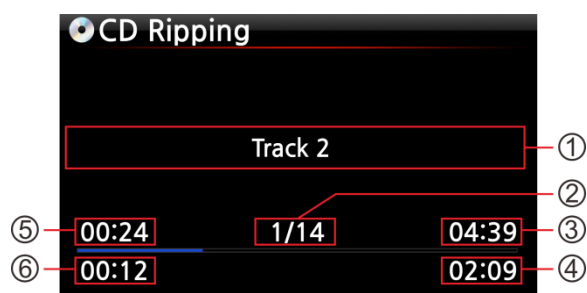 CD Ripping
Track 2
①
②
⑤ 00:24 1/14 04:39 ③
⑥ 00:12 02:09 ④